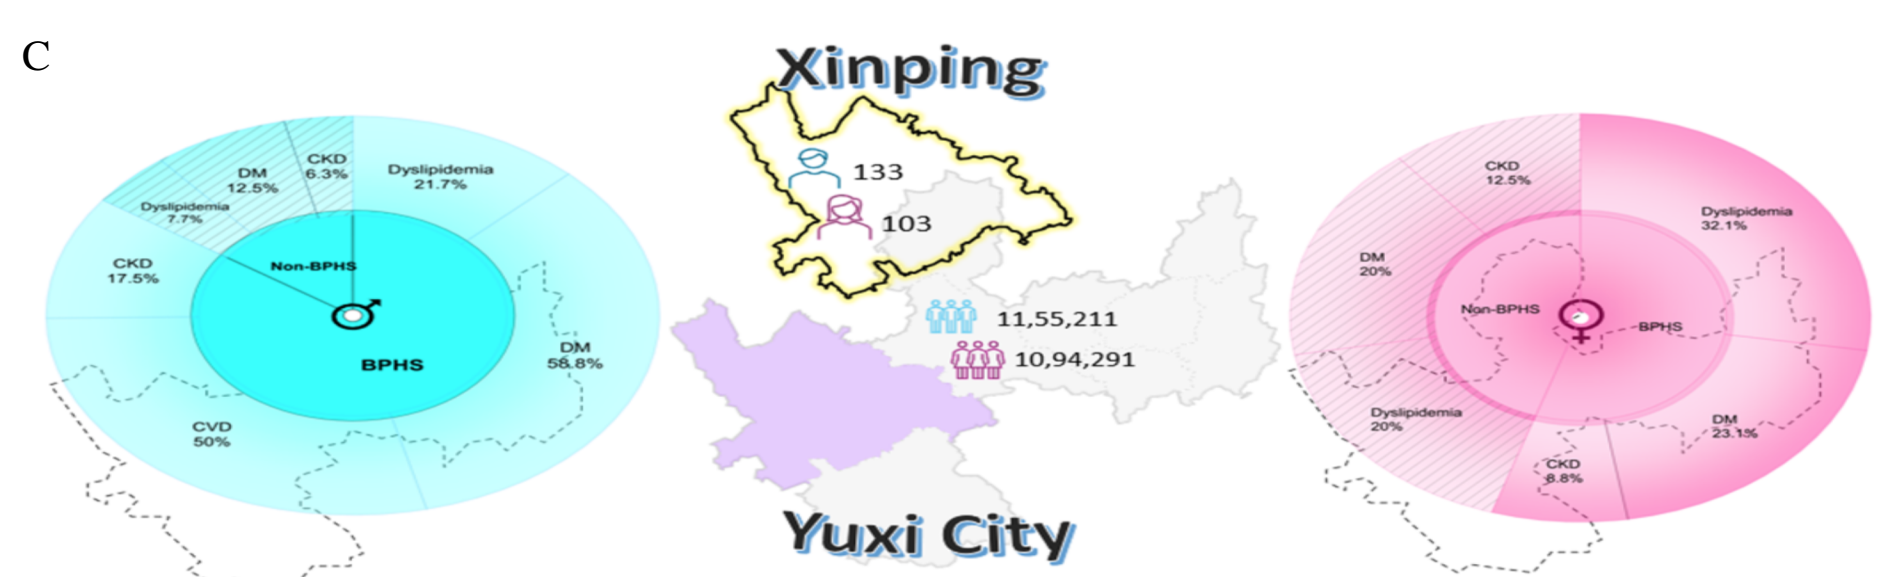 C
Xinping
133
103
11,55,211
10,94,291
Yuxi City
CKD
6.3%
DM
12.5%
Dyslipidemia
7.7%
Dyslipidemia
21.7%
CKD
17.5%
Non-BPHS
BPHS
DM
58.8%
CVD
50%
CKD
12.5%
Dyslipidemia
32.1%
DM
20%
Non-BPHS
BPHS
Dyslipidemia
20%
DM
23.1%
CKD
8.8%